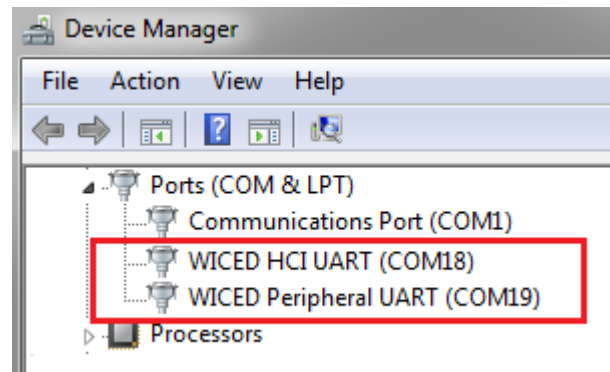 Device Manager
File Action View Help
Ports (COM & LPT)
Communications Port (COM1)
WICED HCI UART (COM18)
WICED Peripheral UART (COM19)
Processors